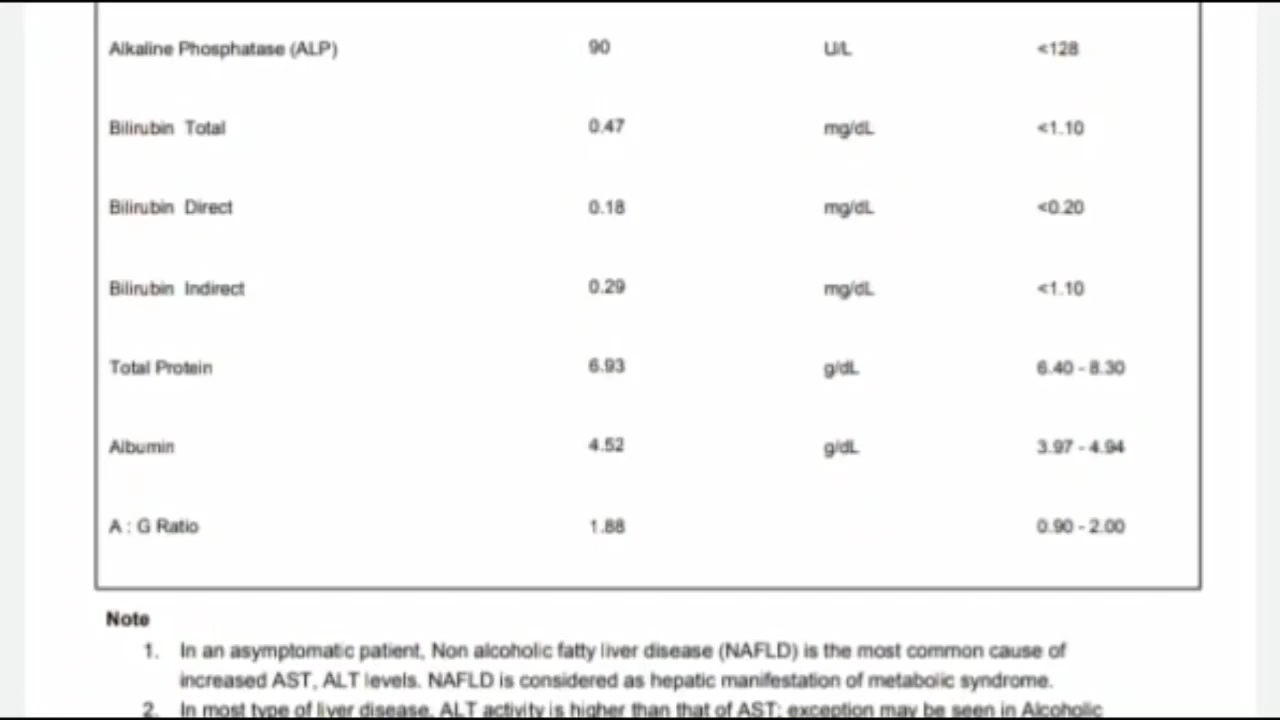 Alkaline Phosphatase (ALP) 90 U/L <128
Bilirubin Total 0.47 mg/dL <1.10
Bilirubin Direct 0.18 mg/dL <0.20
Bilirubin Indirect 0.29 mg/dL <1.10
Total Protein 6.93 g/dL 6.40 - 8.30
Albumin 4.52 g/dL 3.97 - 4.94
A : G Ratio 1.88 0.90 - 2.00
Note
1. In an asymptomatic patient, Non alcoholic fatty liver disease (NAFLD) is the most common cause of
increased AST, ALT levels. NAFLD is considered as hepatic manifestation of metabolic syndrome.
2. In most type of liver disease, ALT activity is higher than that of AST; exception may be seen in Alcoholic